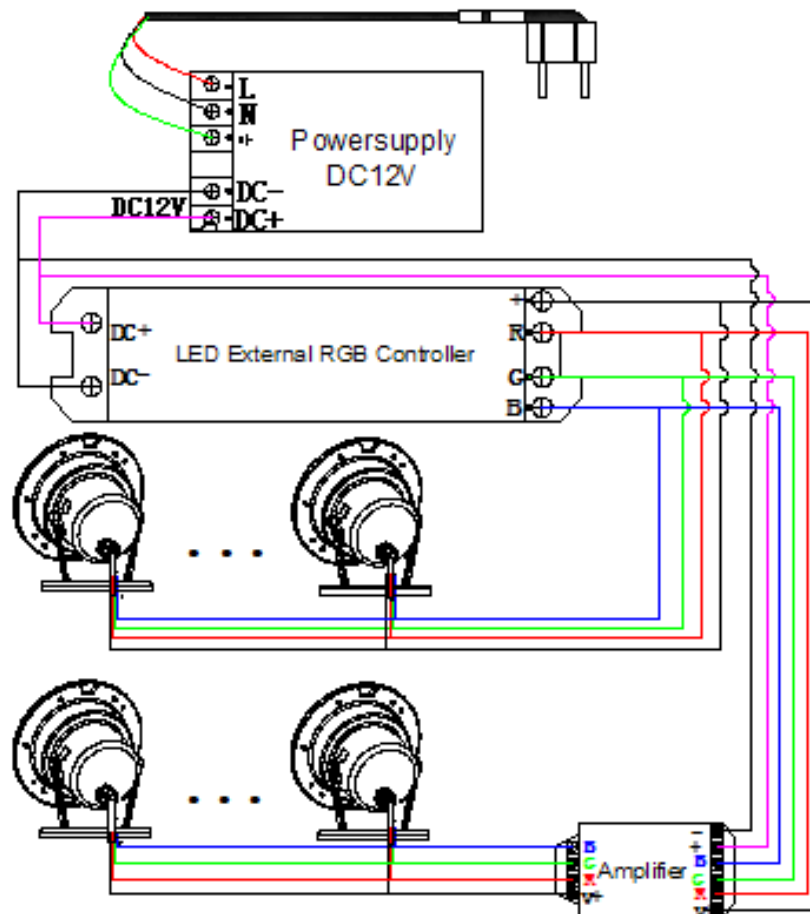 L
N
Powersupply
DC12V
DC-
DC12V
DC+
+
R
DC+
LED External RGB Controller
DC-
G
B
B
G
Amplifier
+
B
G